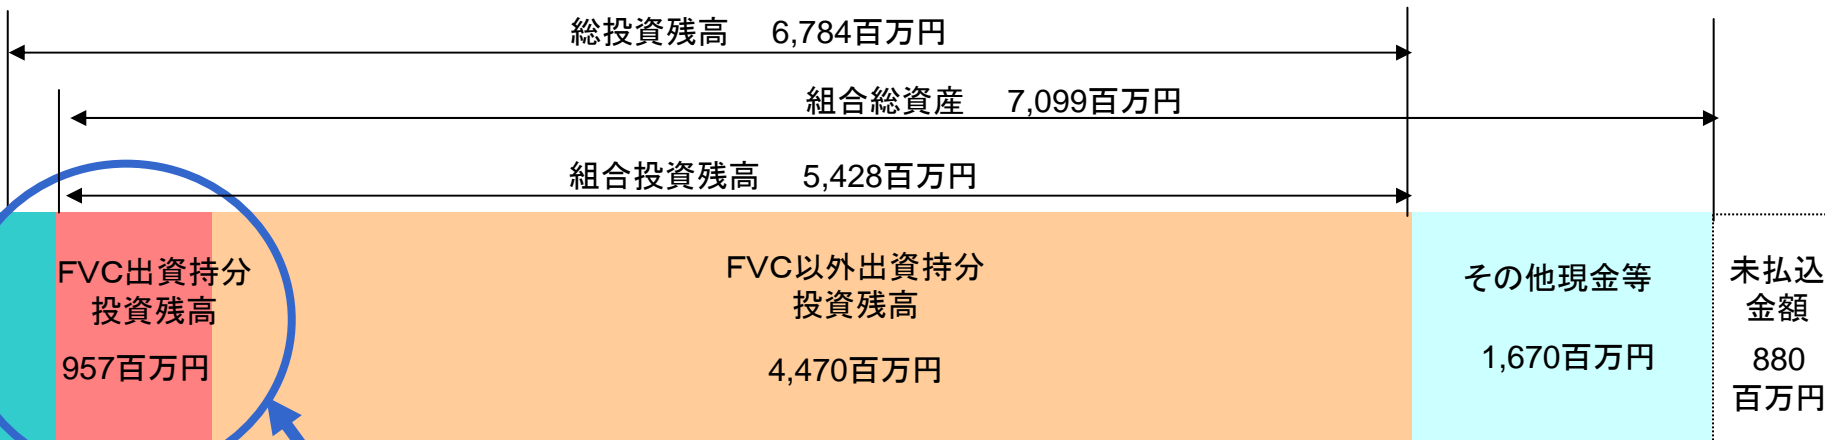 総投資残高　6,784百万円
組合総資産　7,099百万円
組合投資残高　5,428百万円
FVC出資持分
投資残高
957百万円
FVC以外出資持分
投資残高
4,470百万円
その他現金等
1,670百万円
未払込
金額
880
百万円